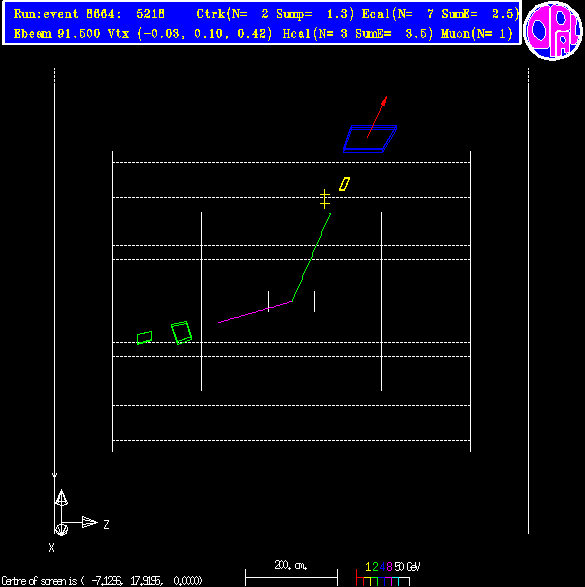 Run:event 8664: 5218 Ctrk(N= 2 Sump= 1.3) Ecal(N= 7 SumE= 2.5)
Ebeam 91.500 Vtx (-0.03, 0.10, 0.42) Hcal(N= 3 SumE= 3.5) Muon(N= 1)
OPAL
Z
X
200. cm.
1 2 4 8 50 GeV
Centre of screen is ( -7.1255, 17.9195, 0.0000)